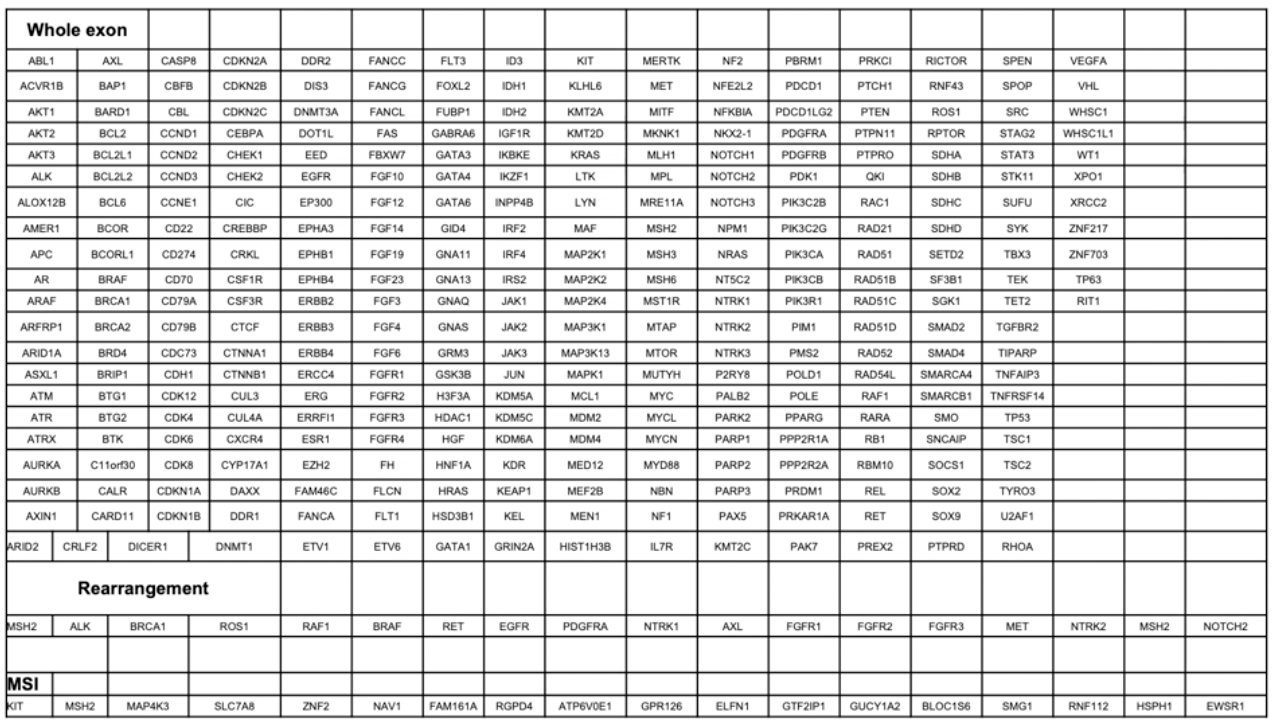 Whole exon
ABL1 AXL CASP8 CDKN2A DDR2 FANCC FLT3 ID3 KIT MERTK NF2 PBRM1 PRKCI RICTOR SPEN VEGFA
ACVR1B BAP1 CBFB CDKN2B DIS3 FANCG FOXL2 IDH1 KLHL6 MET NFE2L2 PDCD1 PTCH1 RNF43 SPOP VHL
AKT1 BARD1 CBL CDKN2C DNMT3A FANCL FUBP1 IDH2 KMT2A MITF NFKBIA PDCD1LG2 PTEN ROS1 SRC WHSC1
AKT2 BCL2 CCND1 CEBPA DOT1L FAS GABRA6 IGF1R KMT2D MKNK1 NKX2-1 PDGFRA PTPN11 RPTOR STAG2 WHSC1L1
AKT3 BCL2L1 CCND2 CHEK1 EED FBXW7 GATA3 IKBKE KRAS MLH1 NOTCH1 PDGFRB PTPRO SDHA STAT3 WT1
ALK BCL2L2 CCND3 CHEK2 EGFR FGF10 GATA4 IKZF1 LTK MPL NOTCH2 PDK1 QKI SDHB STK11 XPO1
ALOX12B BCL6 CCNE1 CIC EP300 FGF12 GATA6 INPP4B LYN MRE11A NOTCH3 PIK3C2B RAC1 SDHC SUFU XRCC2
AMER1 BCOR CD22 CREBBP EPHA3 FGF14 GID4 IRF2 MAF MSH2 NPM1 PIK3C2G RAD21 SDHD SYK ZNF217
APC BCORL1 CD274 CRKL EPHB1 FGF19 GNA11 IRF4 MAP2K1 MSH3 NRAS PIK3CA RAD51 SETD2 TBX3 ZNF703
AR BRAF CD70 CSF1R EPHB4 FGF23 GNA13 IRS2 MAP2K2 MSH6 NT5C2 PIK3CB RAD51B SF3B1 TEK TP63
ARAF BRCA1 CD79A CSF3R ERBB2 FGF3 GNAQ JAK1 MAP2K4 MST1R NTRK1 PIK3R1 RAD51C SGK1 TET2 RIT1
ARFRP1 BRCA2 CD79B CTCF ERBB3 FGF4 GNAS JAK2 MAP3K1 MTAP NTRK2 PIM1 RAD51D SMAD2 TGFBR2
ARID1A BRD4 CDC73 CTNNA1 ERBB4 FGF6 GRM3 JAK3 MAP3K13 MTOR NTRK3 PMS2 RAD52 SMAD4 TIPARP
ASXL1 BRIP1 CDH1 CTNNB1 ERCC4 FGFR1 GSK3B JUN MAPK1 MUTYH P2RY8 POLD1 RAD54L SMARCA4 TNFAIP3
ATM BTG1 CDK12 CUL3 ERG FGFR2 H3F3A KDM5A MCL1 MYC PALB2 POLE RAF1 SMARCB1 TNFRSF14
ATR BTG2 CDK4 CUL4A ERRFI1 FGFR3 HDAC1 KDM5C MDM2 MYCL PARK2 PPARG RARA SMO TP53
ATRX BTK CDK6 CXCR4 ESR1 FGFR4 HGF KDM6A MDM4 MYCN PARP1 PPP2R1A RB1 SNCAIP TSC1
AURKA C11orf30 CDK8 CYP17A1 EZH2 FH HNF1A KDR MED12 MYD88 PARP2 PPP2R2A RBM10 SOCS1 TSC2
AURKB CALR CDKN1A DAXX FAM46C FLCN HRAS KEAP1 MEF2B NBN PARP3 PRDM1 REL SOX2 TYRO3
AXIN1 CARD11 CDKN1B DDR1 FANCA FLT1 HSD3B1 KEL MEN1 NF1 PAX5 PRKAR1A RET SOX9 U2AF1
ARID2 CRLF2 DICER1 DNMT1 ETV1 ETV6 GATA1 GRIN2A HIST1H3B IL7R KMT2C PAK7 PREX2 PTPRD RHOA
Rearrangement
MSH2 ALK BRCA1 ROS1 RAF1 BRAF RET EGFR PDGFRA NTRK1 AXL FGFR1 FGFR2 FGFR3 MET NTRK2 MSH2 NOTCH2
MSI
KIT MSH2 MAP4K3 SLC7A8 ZNF2 NAV1 FAM161A RGPD4 ATP6V0E1 GPR126 ELFN1 GTF2IP1 GUCY1A2 BLOC1S6 SMG1 RNF112 HSPH1 EWSR1